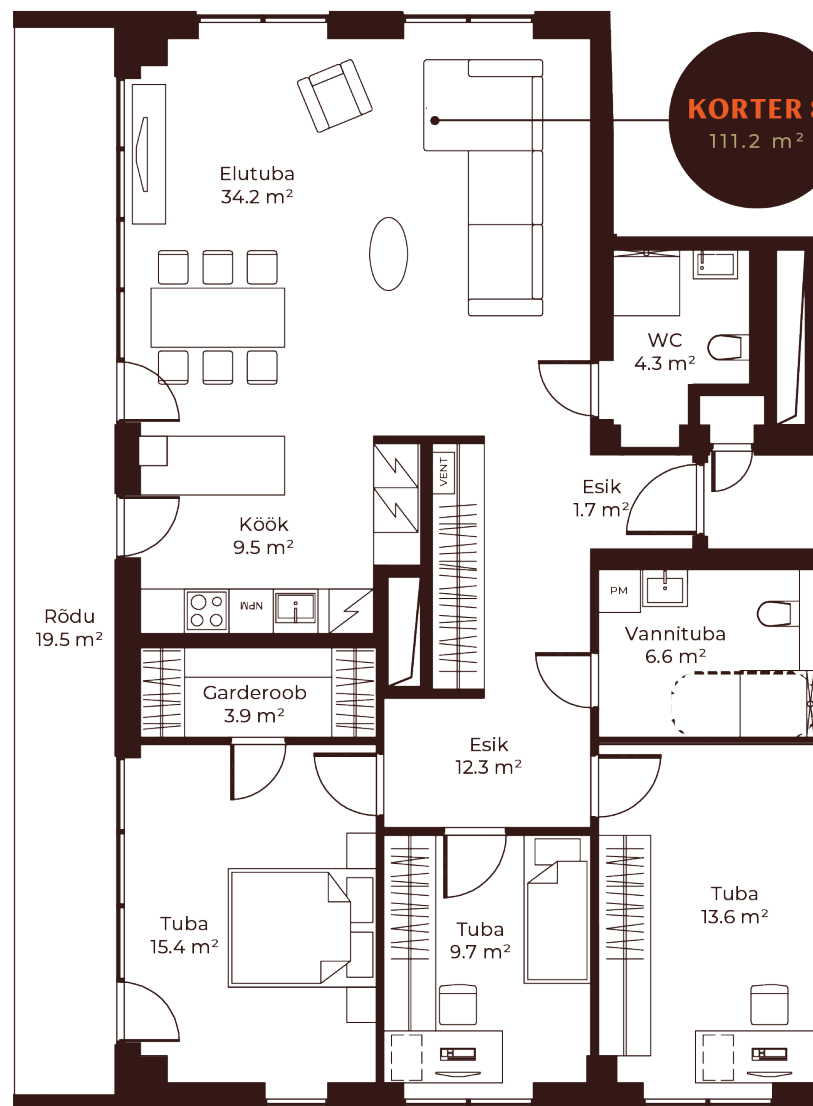 KORTER
111.2 m²
Elutuba
34.2 m²
WC
4.3 m²
VENT
Esik
1.7 m²
Köök
9.5 m²
NPM
PM
Rõdu
19.5 m²
Vannituba
6.6 m²
Garderoob
3.9 m²
Esik
12.3 m²
Tuba
15.4 m²
Tuba
9.7 m²
Tuba
13.6 m²